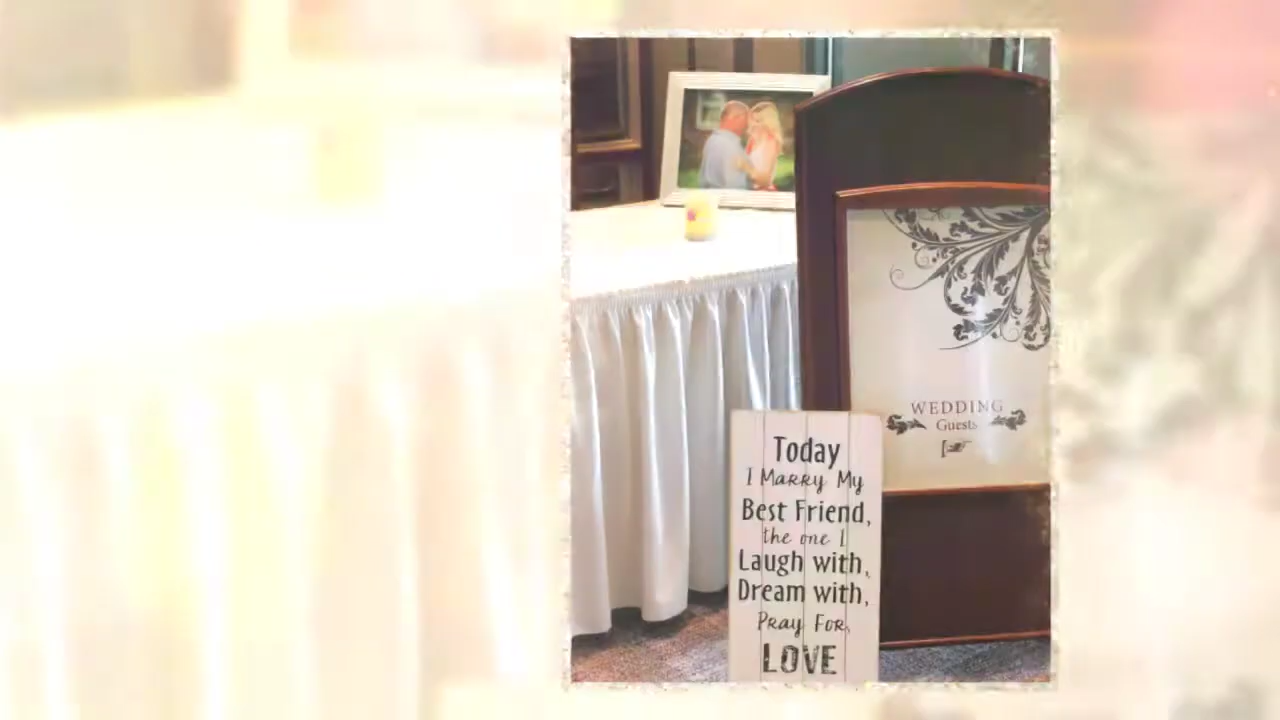 WEDDING
Guests
Today
I Marry My
Best Friend,
the one I
Laugh with,
Dream with,
Pray For,
LOVE